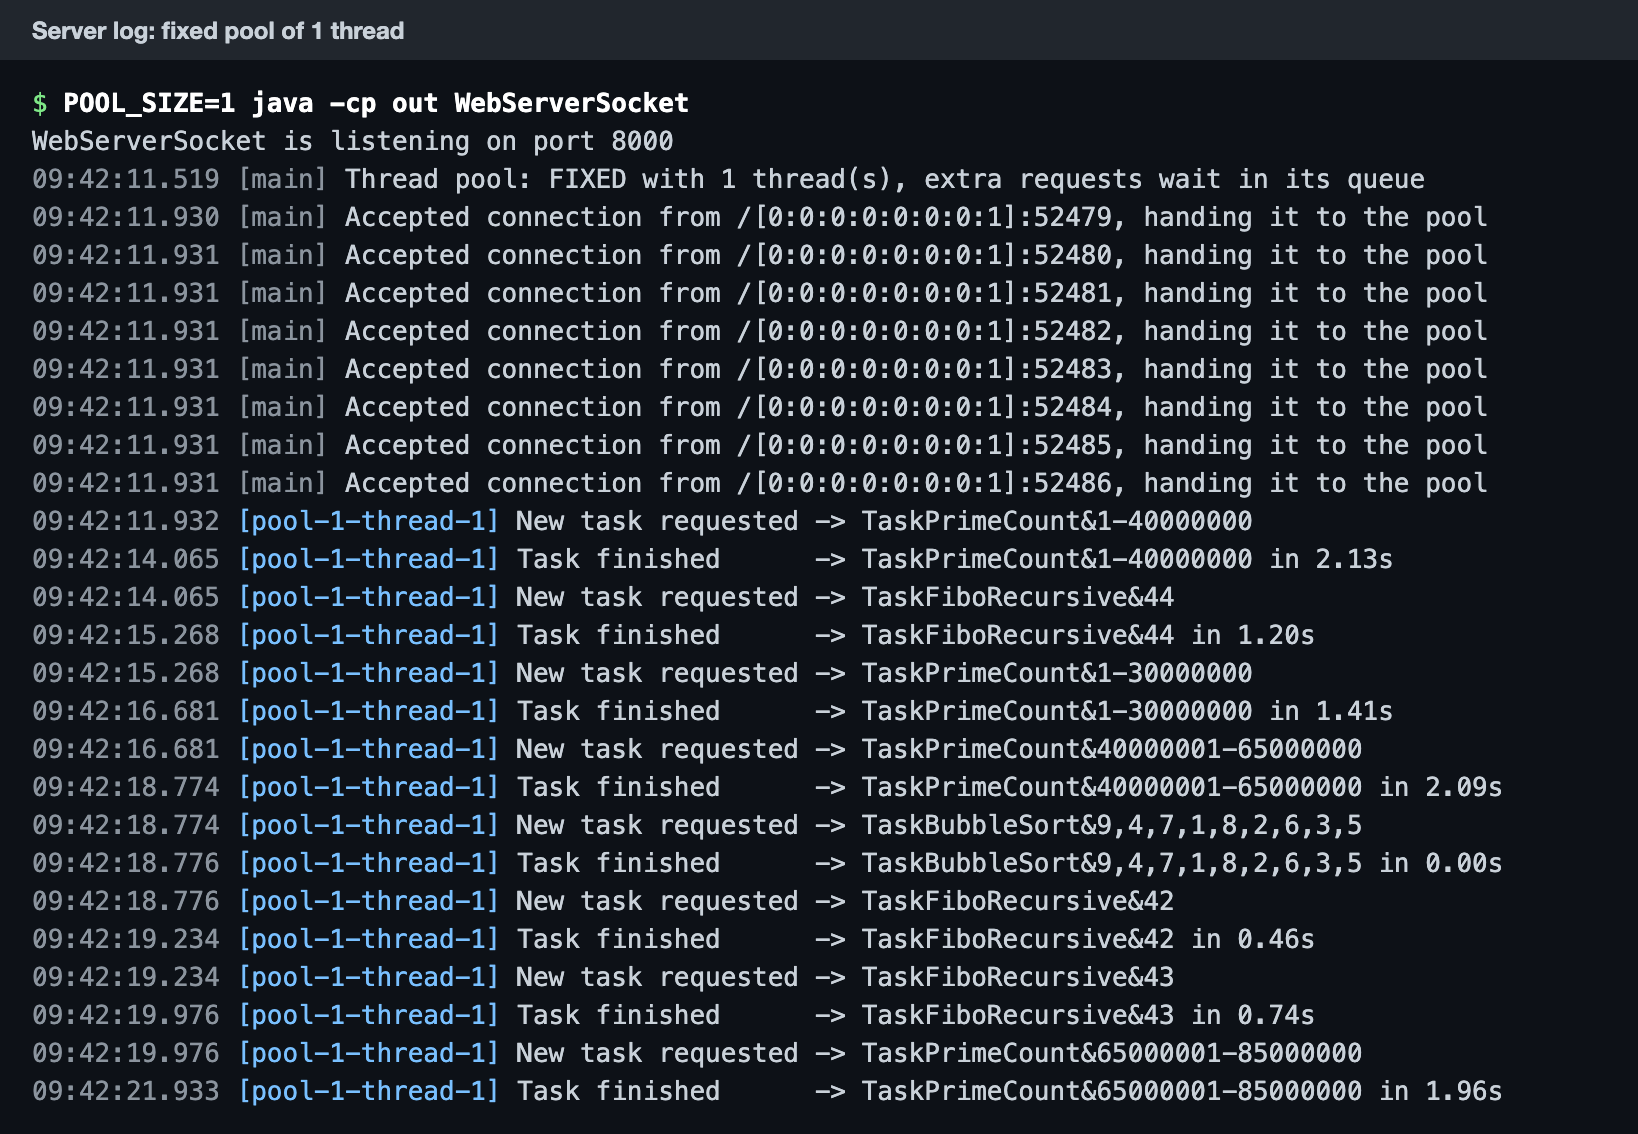 Server log: fixed pool of 1 thread
$ POOL_SIZE=1 java -cp out WebServerSocket
WebServerSocket is listening on port 8000
09:42:11.519 [main] Thread pool: FIXED with 1 thread(s), extra requests wait in its queue
09:42:11.930 [main] Accepted connection from /[0:0:0:0:0:0:0:1]:52479, handing it to the pool
09:42:11.931 [main] Accepted connection from /[0:0:0:0:0:0:0:1]:52480, handing it to the pool
09:42:11.931 [main] Accepted connection from /[0:0:0:0:0:0:0:1]:52481, handing it to the pool
09:42:11.931 [main] Accepted connection from /[0:0:0:0:0:0:0:1]:52482, handing it to the pool
09:42:11.931 [main] Accepted connection from /[0:0:0:0:0:0:0:1]:52483, handing it to the pool
09:42:11.931 [main] Accepted connection from /[0:0:0:0:0:0:0:1]:52484, handing it to the pool
09:42:11.931 [main] Accepted connection from /[0:0:0:0:0:0:0:1]:52485, handing it to the pool
09:42:11.931 [main] Accepted connection from /[0:0:0:0:0:0:0:1]:52486, handing it to the pool
09:42:11.932 [pool-1-thread-1] New task requested -> TaskPrimeCount&1-40000000
09:42:14.065 [pool-1-thread-1] Task finished      -> TaskPrimeCount&1-40000000 in 2.13s
09:42:14.065 [pool-1-thread-1] New task requested -> TaskFiboRecursive&44
09:42:15.268 [pool-1-thread-1] Task finished      -> TaskFiboRecursive&44 in 1.20s
09:42:15.268 [pool-1-thread-1] New task requested -> TaskPrimeCount&1-30000000
09:42:16.681 [pool-1-thread-1] Task finished      -> TaskPrimeCount&1-30000000 in 1.41s
09:42:16.681 [pool-1-thread-1] New task requested -> TaskPrimeCount&40000001-65000000
09:42:18.774 [pool-1-thread-1] Task finished      -> TaskPrimeCount&40000001-65000000 in 2.09s
09:42:18.774 [pool-1-thread-1] New task requested -> TaskBubbleSort&9,4,7,1,8,2,6,3,5
09:42:18.776 [pool-1-thread-1] Task finished      -> TaskBubbleSort&9,4,7,1,8,2,6,3,5 in 0.00s
09:42:18.776 [pool-1-thread-1] New task requested -> TaskFiboRecursive&42
09:42:19.234 [pool-1-thread-1] Task finished      -> TaskFiboRecursive&42 in 0.46s
09:42:19.234 [pool-1-thread-1] New task requested -> TaskFiboRecursive&43
09:42:19.976 [pool-1-thread-1] Task finished      -> TaskFiboRecursive&43 in 0.74s
09:42:19.976 [pool-1-thread-1] New task requested -> TaskPrimeCount&65000001-85000000
09:42:21.933 [pool-1-thread-1] Task finished      -> TaskPrimeCount&65000001-85000000 in 1.96s